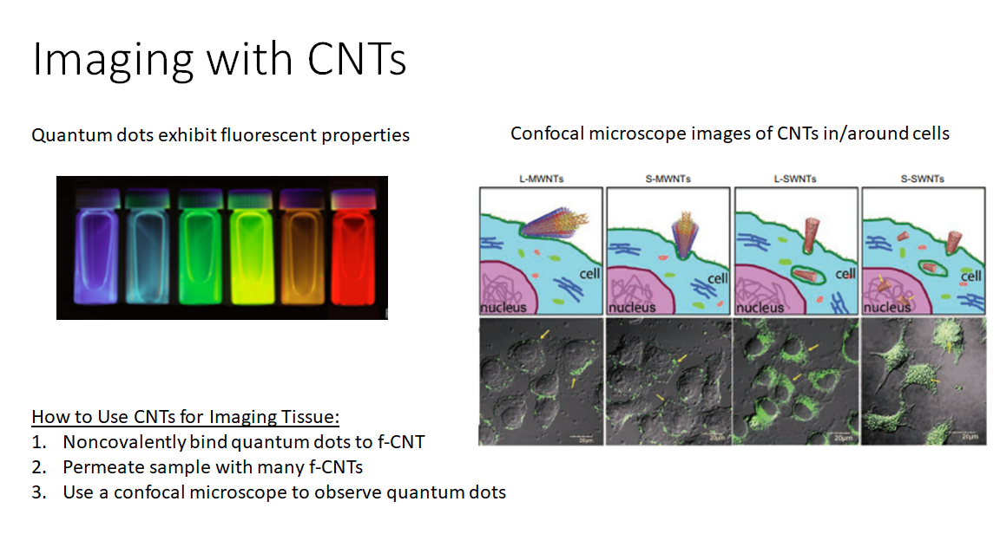 Imaging with CNTs
Quantum dots exhibit fluorescent properties
Confocal microscope images of CNTs in/around cells
L-MWNTs
S-MWNTs
L-SWNTs
S-SWNTs
cell
nucleus
cell
nucleus
cell
nucleus
cell
nucleus
20µm
20µm
20µm
20µm
How to Use CNTs for Imaging Tissue:
1. Noncovalently bind quantum dots to f-CNT
2. Permeate sample with many f-CNTs
3. Use a confocal microscope to observe quantum dots